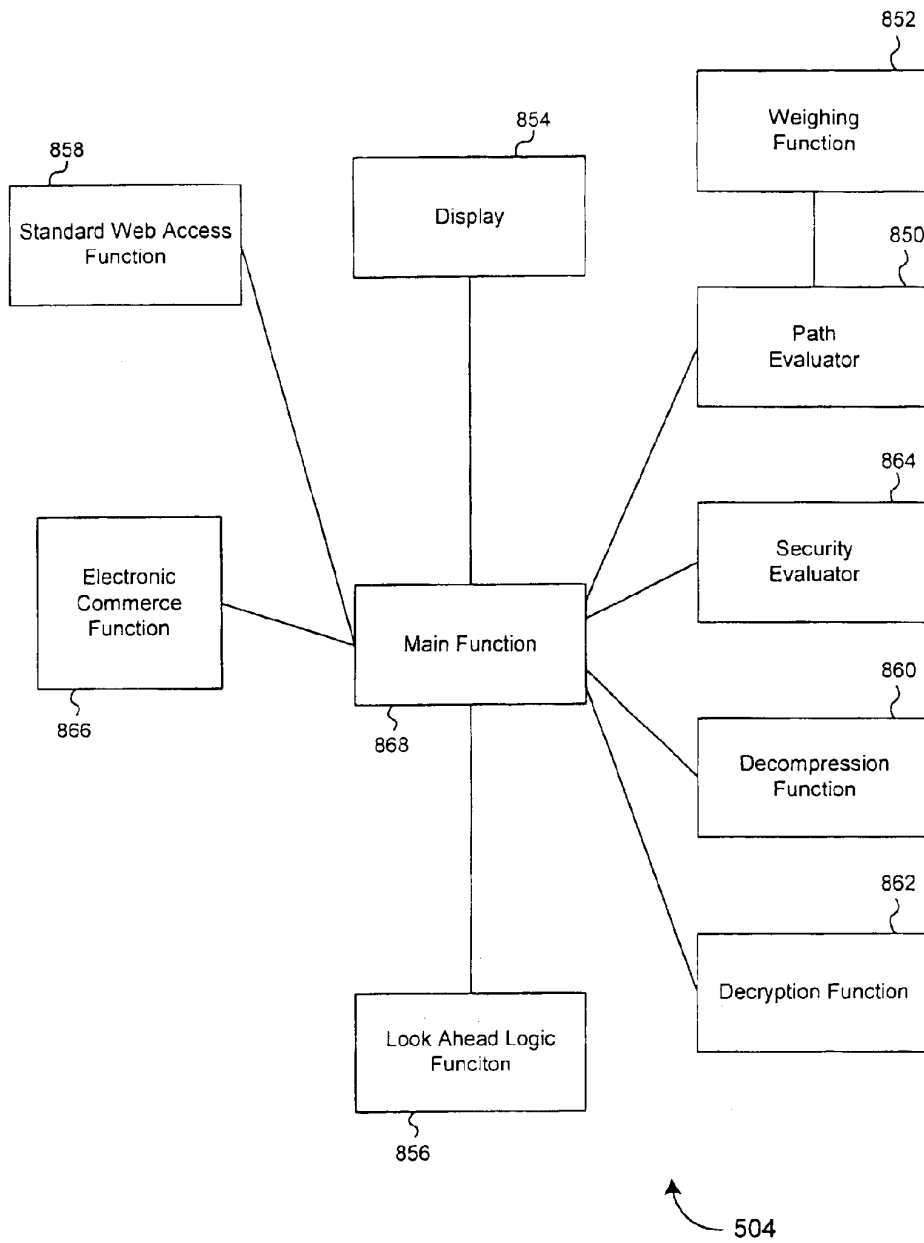 852
Weighing
Function
854
Display
858
Standard Web Access
Function
850
Path
Evaluator
864
Security
Evaluator
Electronic
Commerce
Function
866
Main Function
868
860
Decompression
Function
862
Decryption Function
Look Ahead Logic
Funciton
856
504